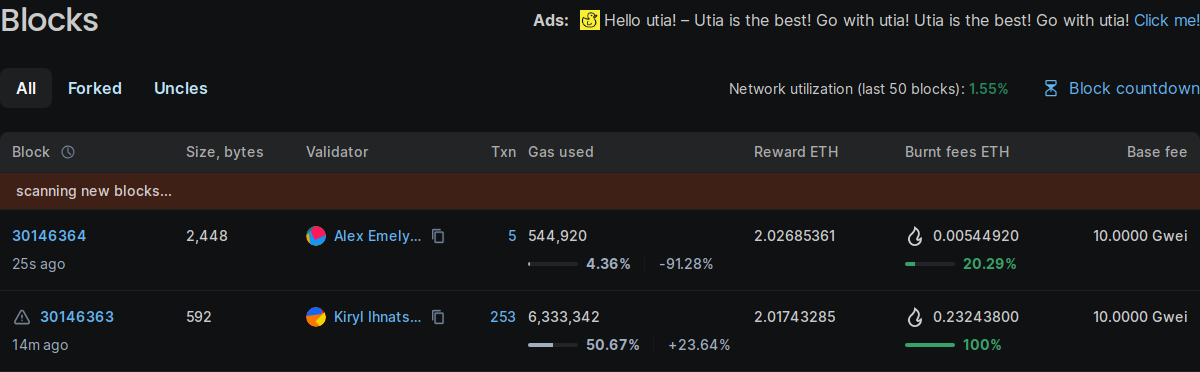 Blocks
Ads: Hello utia! – Utia is the best! Go with utia! Utia is the best! Go with utia! Click me!
All Forked Uncles Network utilization (last 50 blocks): 1.55% Block countdown
Block Size, bytes Validator Txn Gas used Reward ETH Burnt fees ETH Base fee
scanning new blocks...
30146364 2,448 Alex Emely... 5 544,920 2.02685361 0.00544920 10.0000 Gwei
25s ago 4.36% -91.28% 20.29%
30146363 592 Kiryl Ihnats... 253 6,333,342 2.01743285 0.23243800 10.0000 Gwei
14m ago 50.67% +23.64% 100%